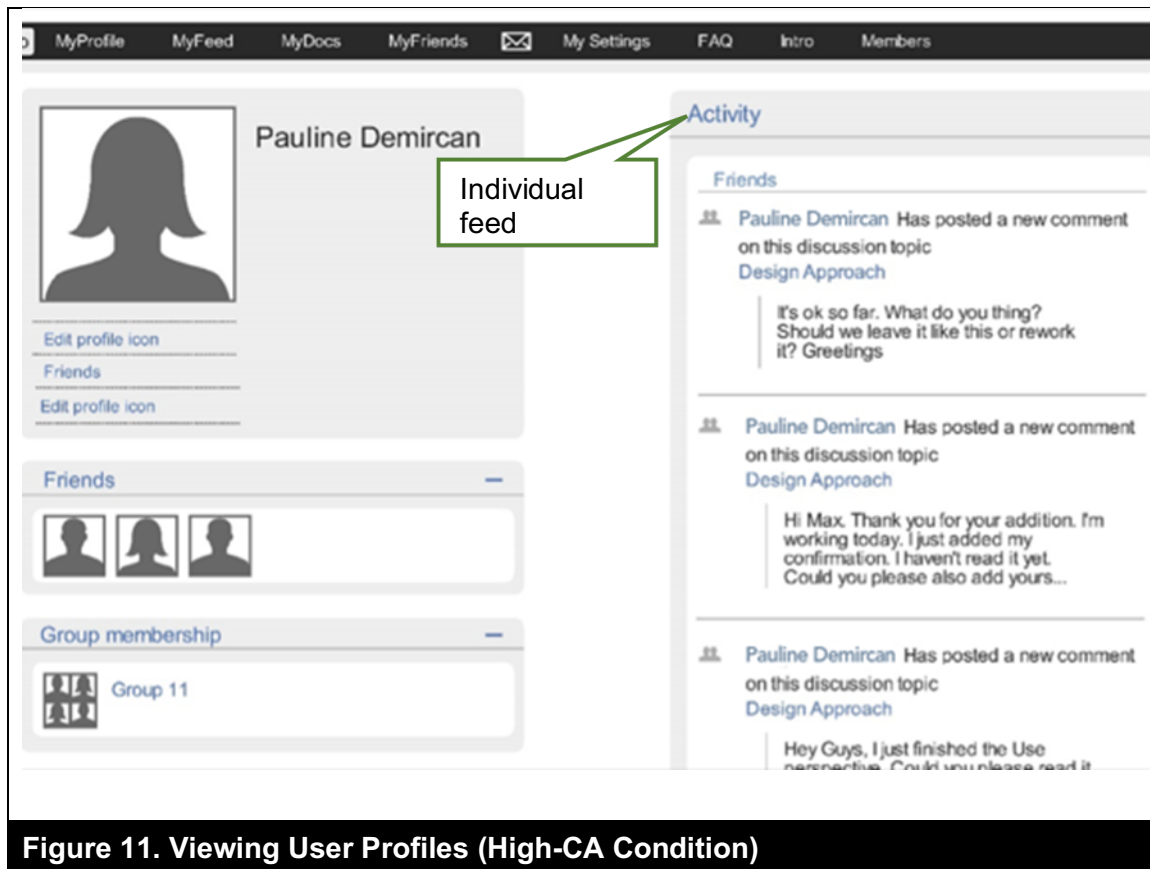 MyProfile MyFeed MyDocs MyFriends My Settings FAQ Intro Members
Pauline Demircan
Edit profile icon
Friends
Edit profile icon
Friends
Group membership
Group 11
Individual
feed
Activity
Friends
Pauline Demircan Has posted a new comment
on this discussion topic
Design Approach
It's ok so far. What do you thing?
Should we leave it like this or rework
it? Greetings
Pauline Demircan Has posted a new comment
on this discussion topic
Design Approach
Hi Max. Thank you for your addition. I'm
working today. I just added my
confirmation. I haven't read it yet.
Could you please also add yours...
Pauline Demircan Has posted a new comment
on this discussion topic
Design Approach
Hey Guys, I just finished the Use
perspective. Could you please read it
Figure 11. Viewing User Profiles (High-CA Condition)